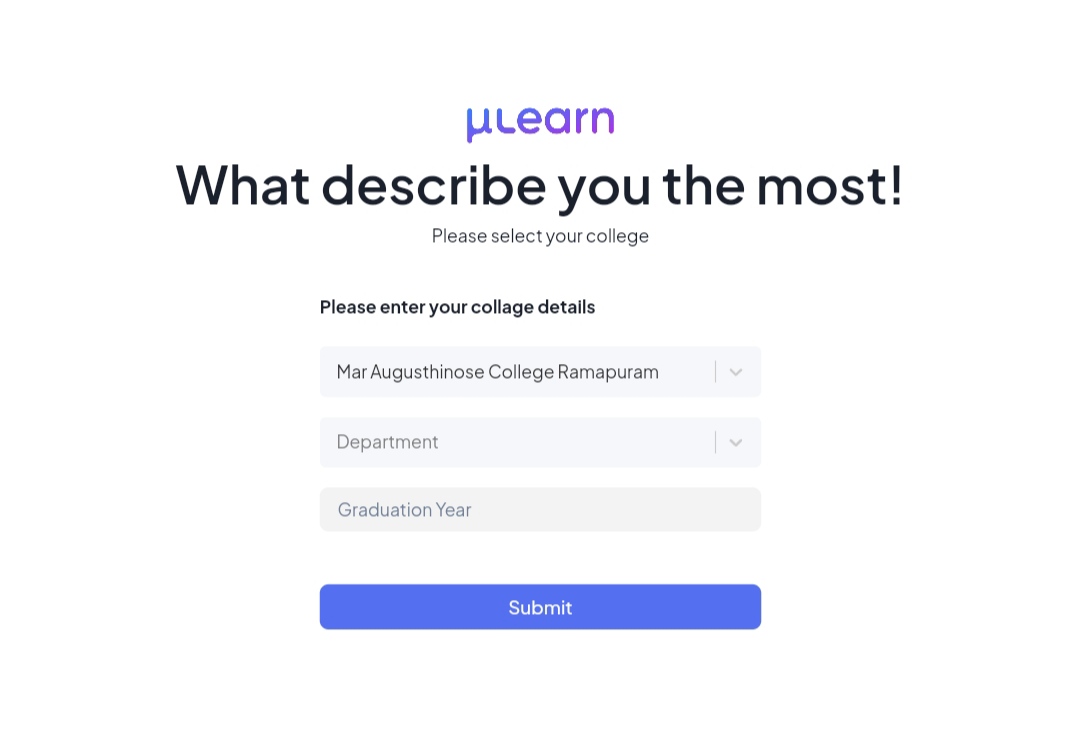 µLearn
What describe you the most!
Please select your college
Please enter your collage details
Mar Augusthinose College Ramapuram
Department
Graduation Year
Submit